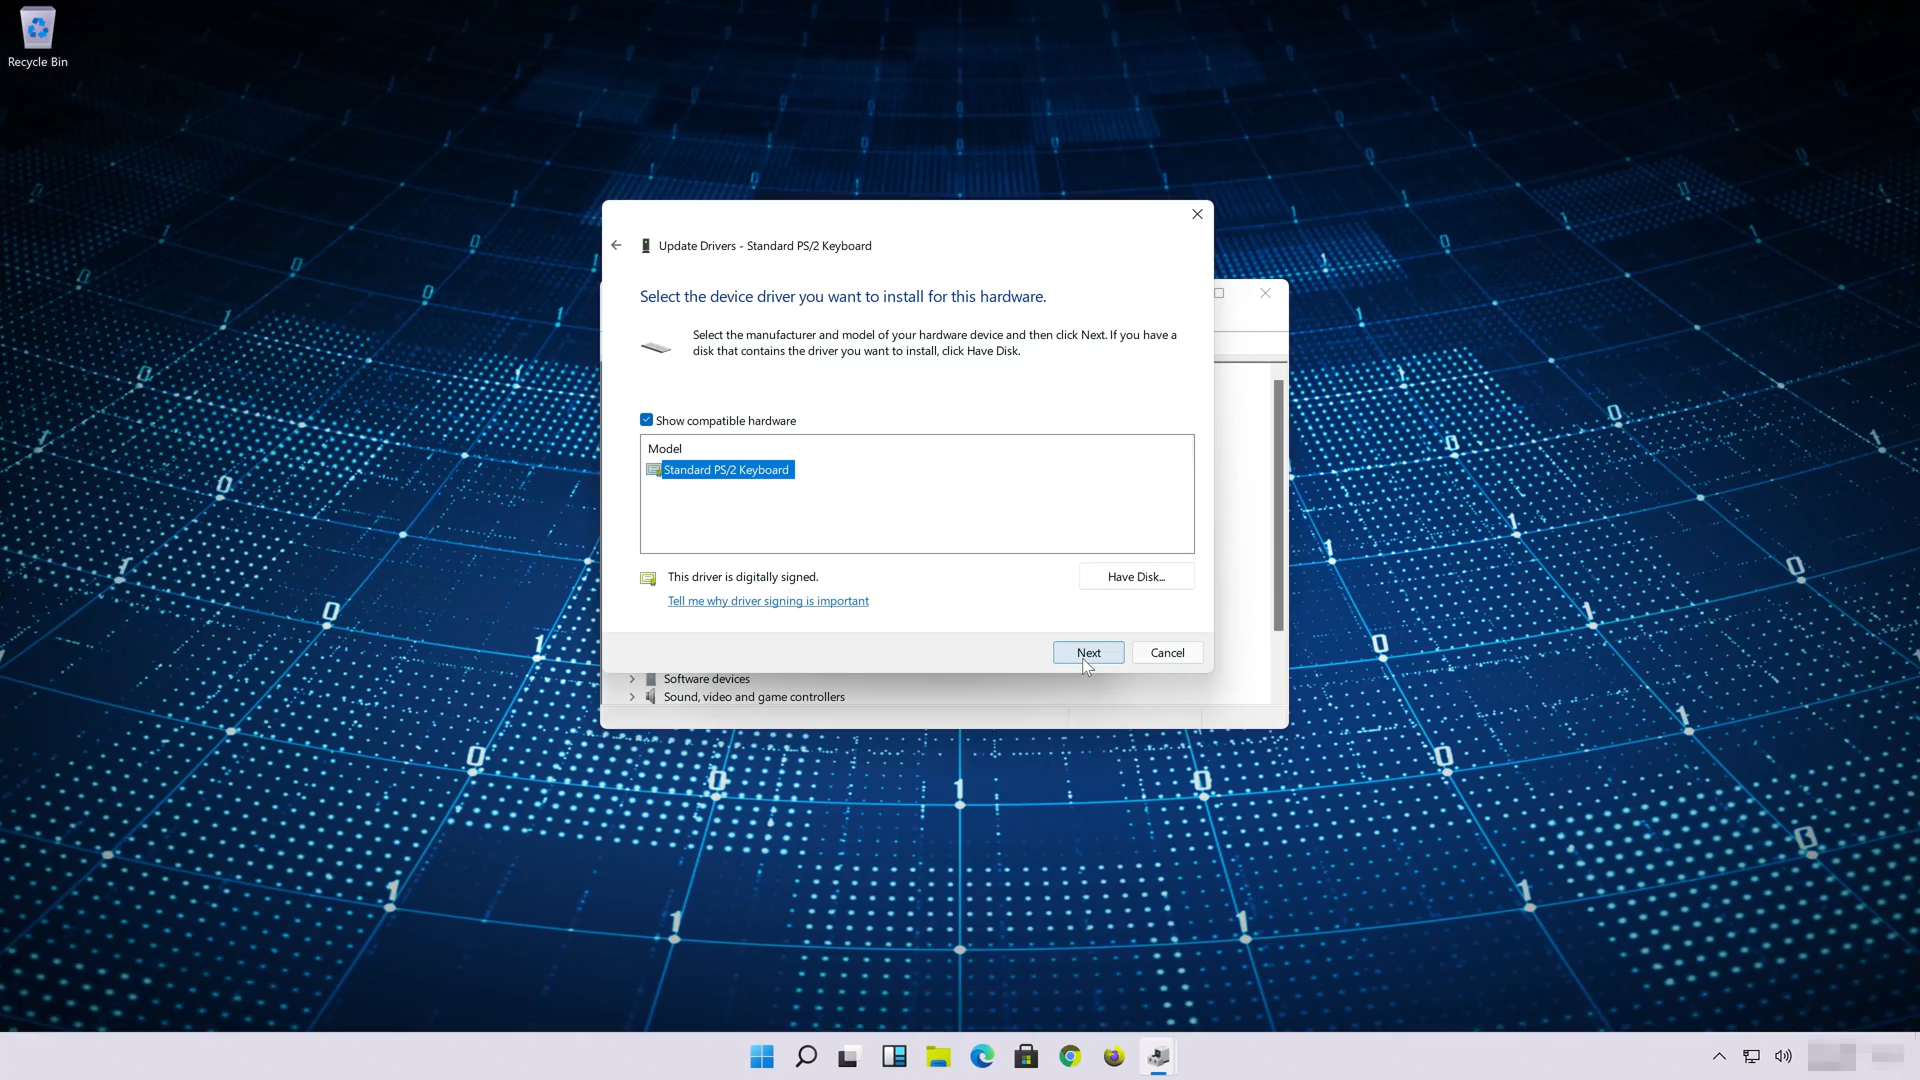 Recycle Bin
Update Drivers - Standard PS/2 Keyboard
Select the device driver you want to install for this hardware.
Select the manufacturer and model of your hardware device and then click Next. If you have a
disk that contains the driver you want to install, click Have Disk.
Show compatible hardware
Model
Standard PS/2 Keyboard
This driver is digitally signed.
Have Disk...
Tell me why driver signing is important
Next
Cancel
Software devices
Sound, video and game controllers